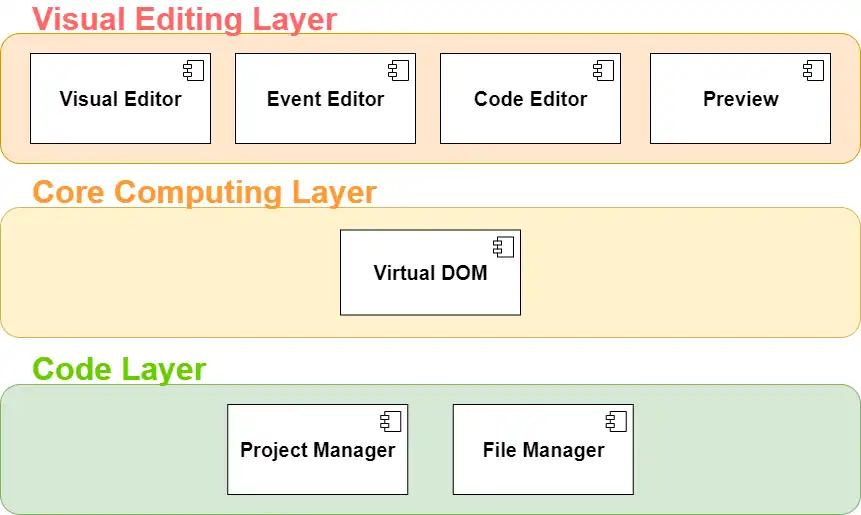 Visual Editing Layer
Visual Editor
Event Editor
Code Editor
Preview
Core Computing Layer
Virtual DOM
Code Layer
Project Manager
File Manager